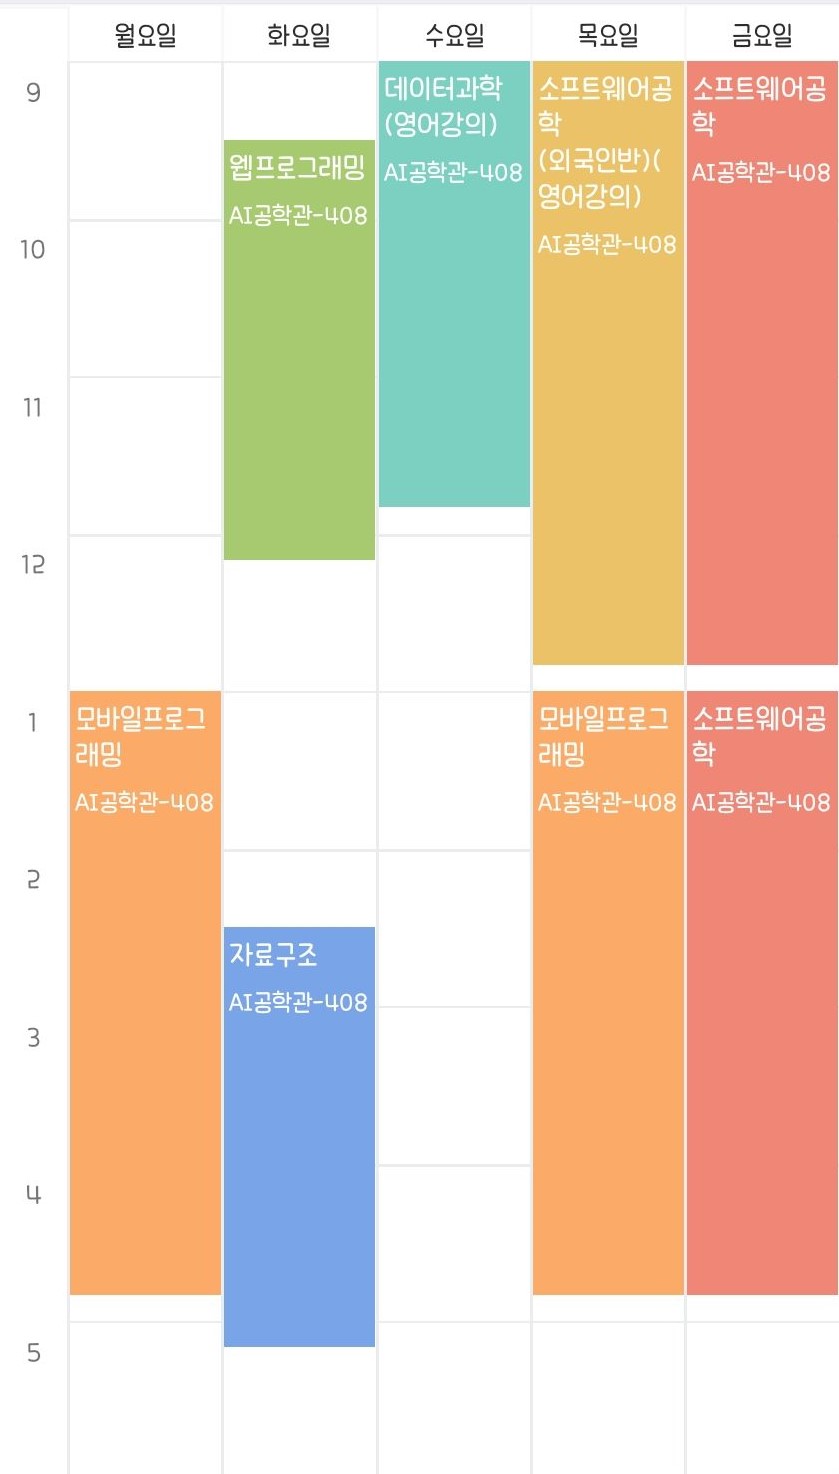 월요일 화요일 수요일 목요일 금요일
9
10
11
12
1
2
3
4
5
모바일프로그
래밍
AI공학관-408
웹프로그래밍
AI공학관-408
자료구조
AI공학관-408
데이터과학
(영어강의)
AI공학관-408
소프트웨어공
학
(외국인반)(
영어강의)
AI공학관-408
모바일프로그
래밍
AI공학관-408
소프트웨어공
학
AI공학관-408
소프트웨어공
학
AI공학관-408